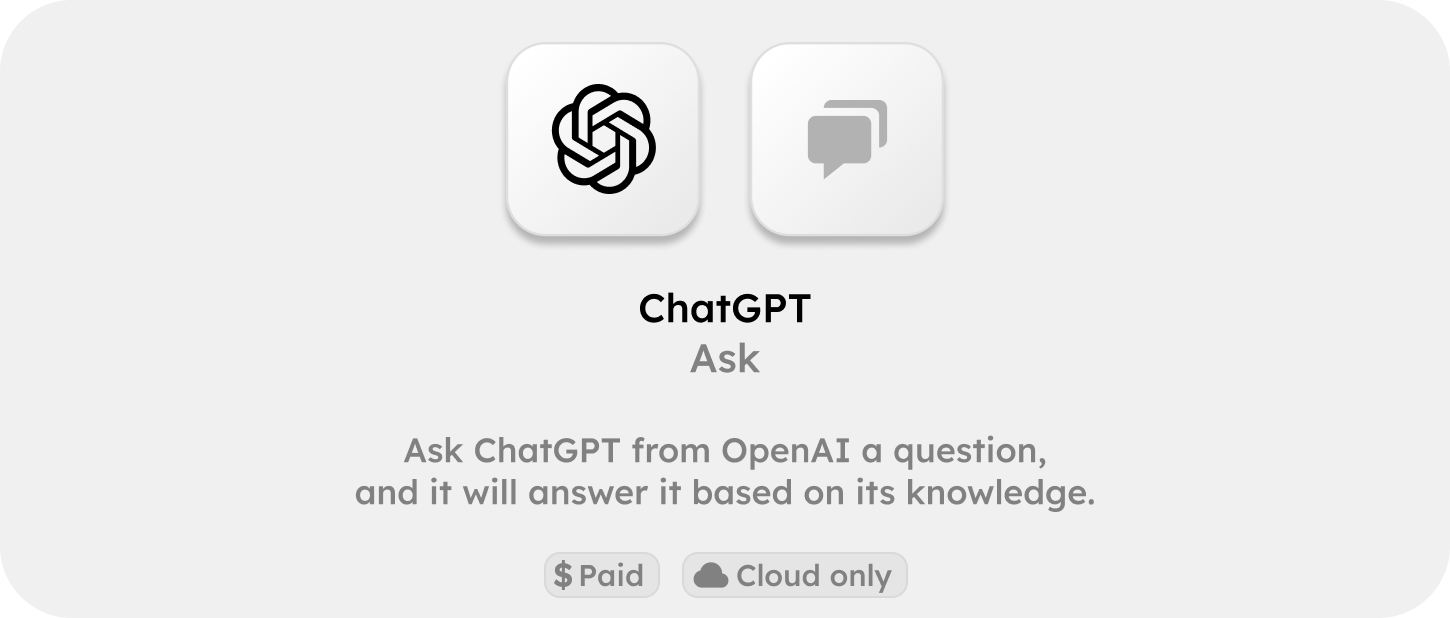 ChatGPT
Ask
Ask ChatGPT from OpenAI a question,
and it will answer it based on its knowledge.
$ Paid
Cloud only